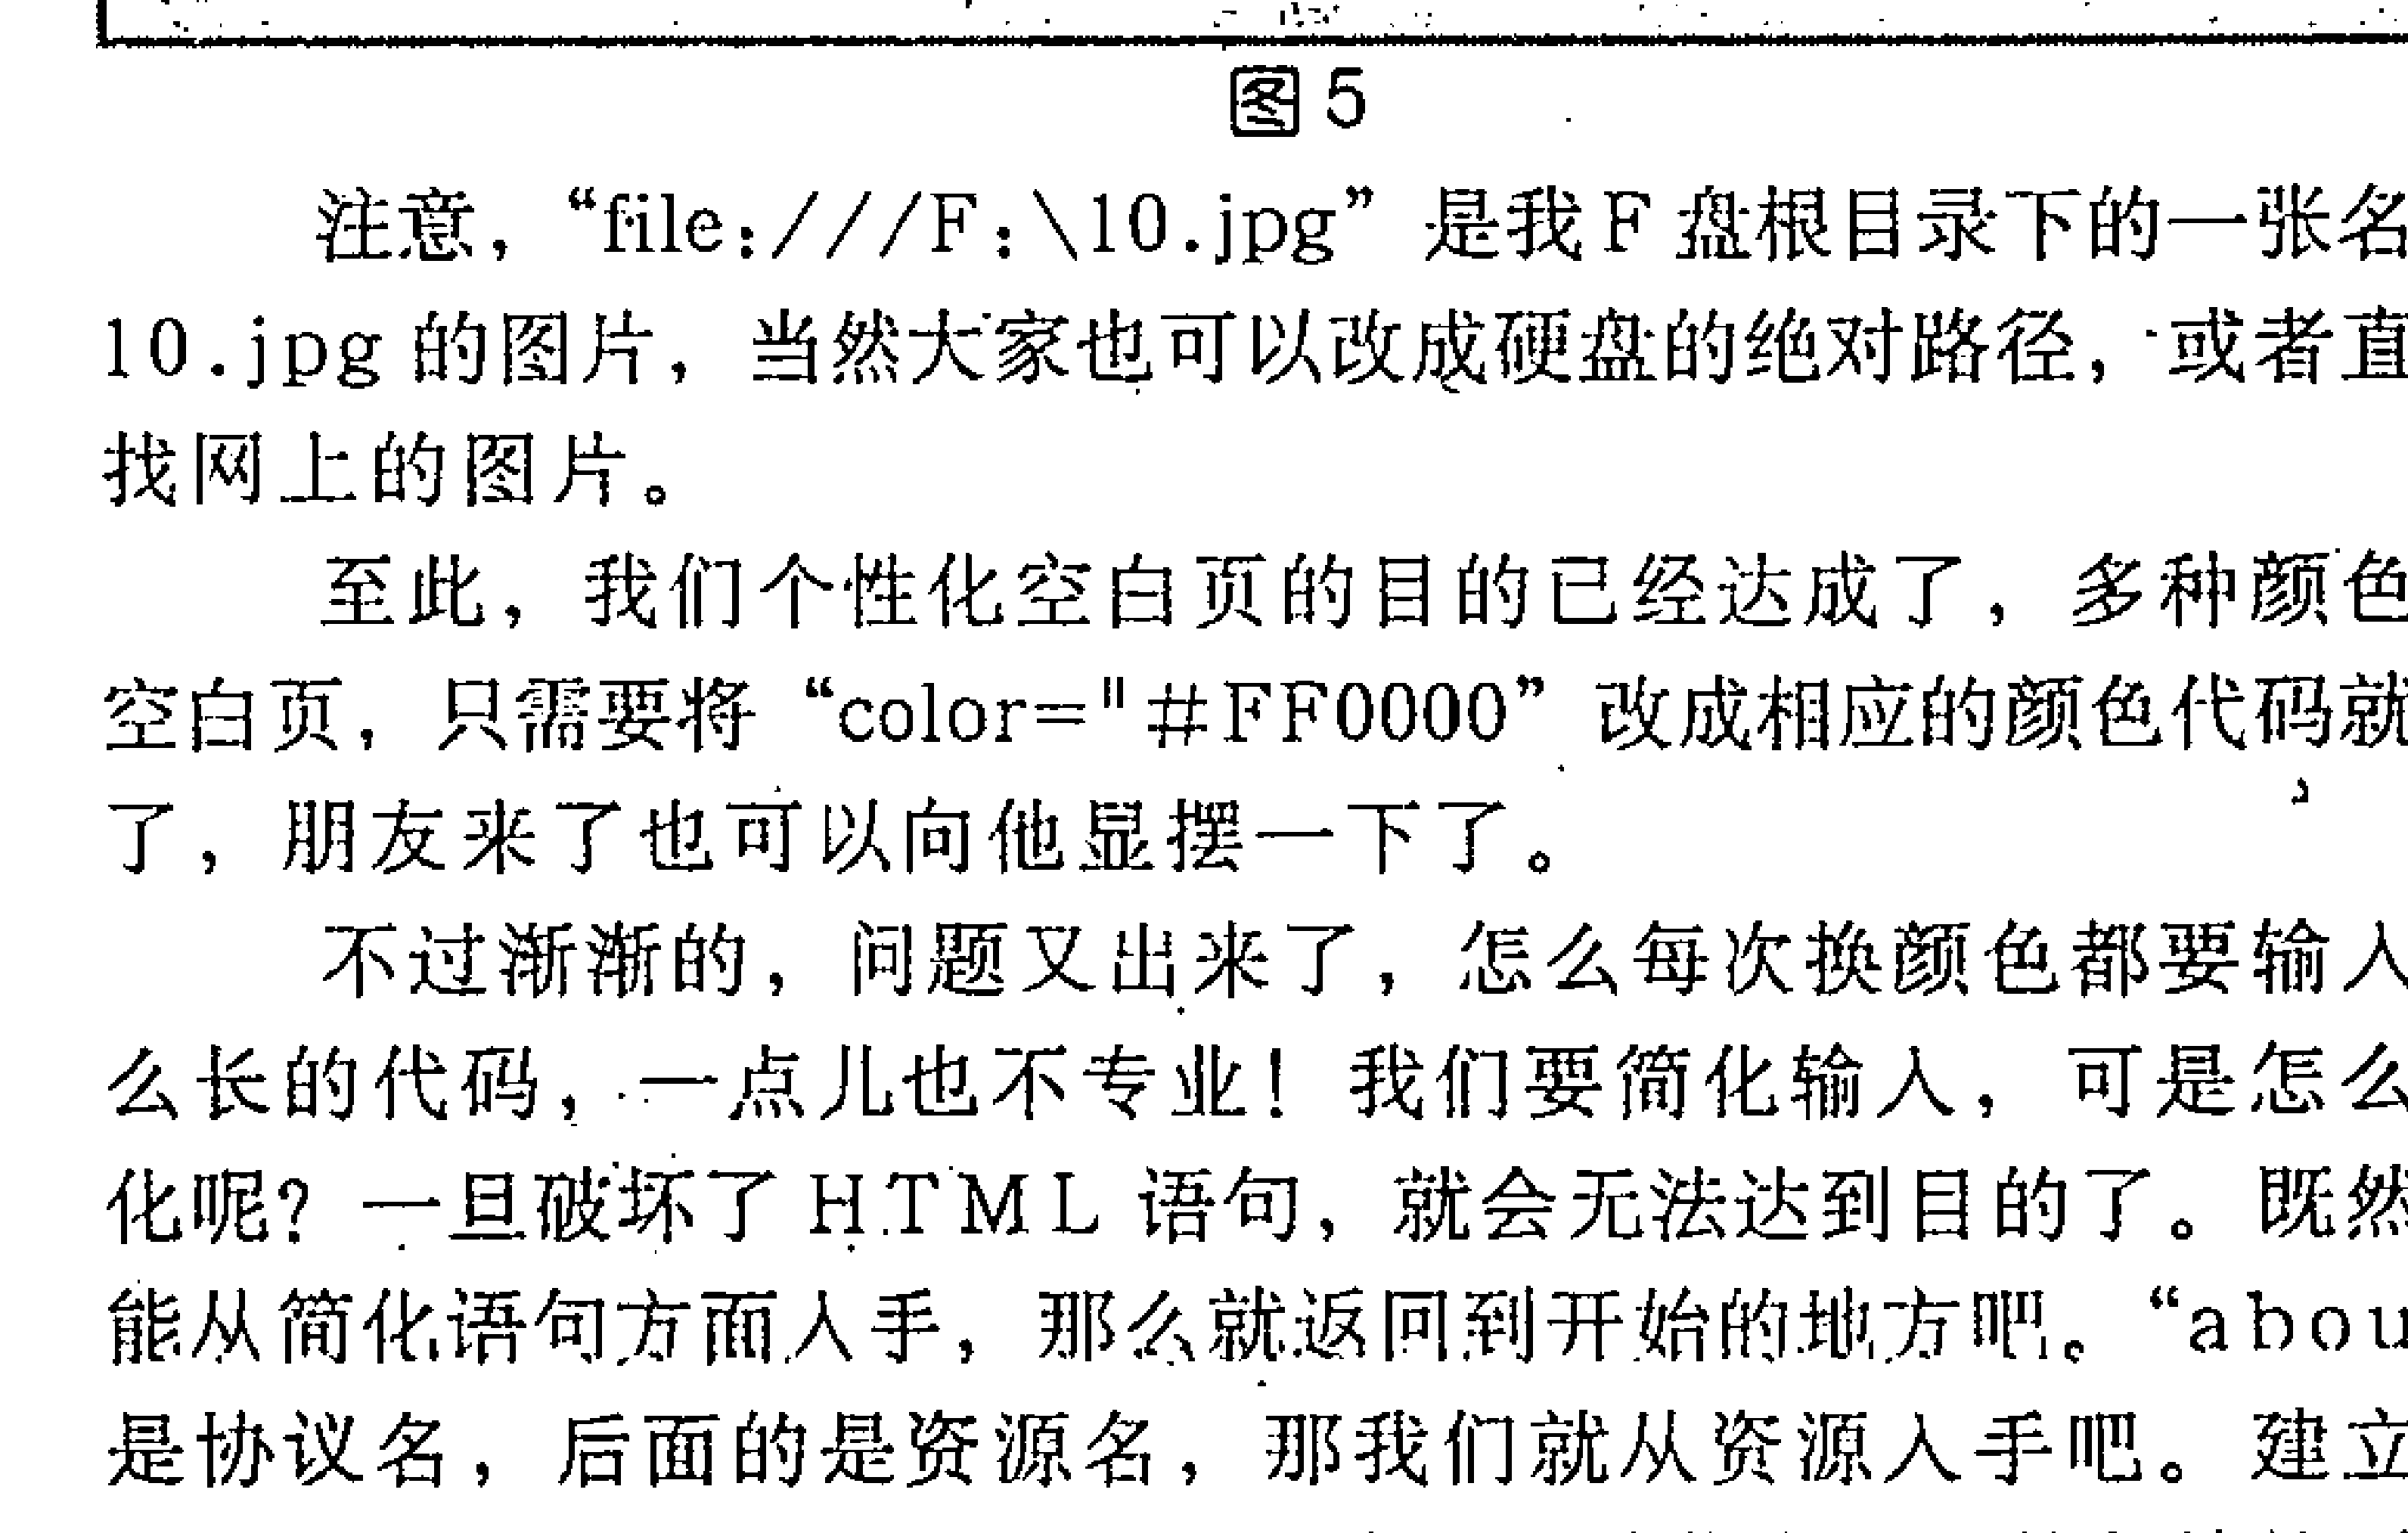 图 5
注意，“file:///F:\10.jpg”是我 F 盘根目录下的一张名
10.jpg 的图片，当然大家也可以改成硬盘的绝对路径，或者直
找网上的图片。
至此，我们个性化空白页的目的已经达成了，多种颜色
空白页，只需要将“color="#FF0000”改成相应的颜色代码就
了，朋友来了也可以向他显摆一下了。
不过渐渐的，问题又出来了，怎么每次换颜色都要输入
么长的代码，一点儿也不专业！我们要简化输入，可是怎么
化呢？一旦破坏了 HTML 语句，就会无法达到目的了。既然
能从简化语句方面入手，那么就返回到开始的地方吧。“abou
是协议名，后面的是资源名，那我们就从资源入手吧。建立